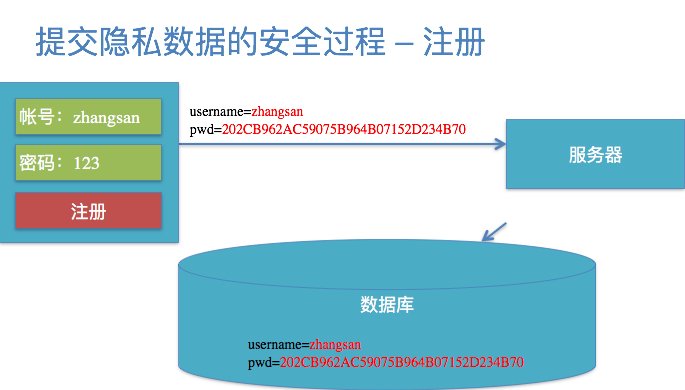 提交隐私数据的安全过程 – 注册
帐号：zhangsan
密码：123
注册
username=zhangsan
pwd=202CB962AC59075B964B07152D234B70
服务器
数据库
username=zhangsan
pwd=202CB962AC59075B964B07152D234B70